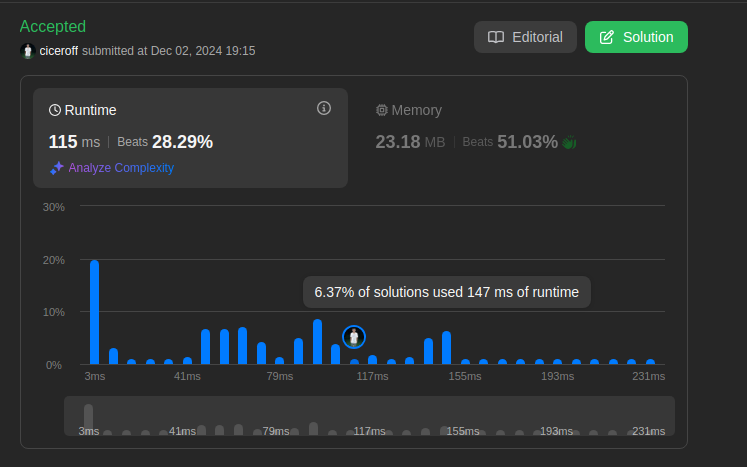 Accepted
ciceroff submitted at Dec 02, 2024 19:15
Editorial
Solution
Runtime
115 ms | Beats 28.29%
Analyze Complexity
Memory
23.18 MB | Beats 51.03%
30%
20%
10%
0%
6.37% of solutions used 147 ms of runtime
3ms 41ms 79ms 117ms 155ms 193ms 231ms
3ms 41ms 79ms 117ms 155ms 193ms 231ms